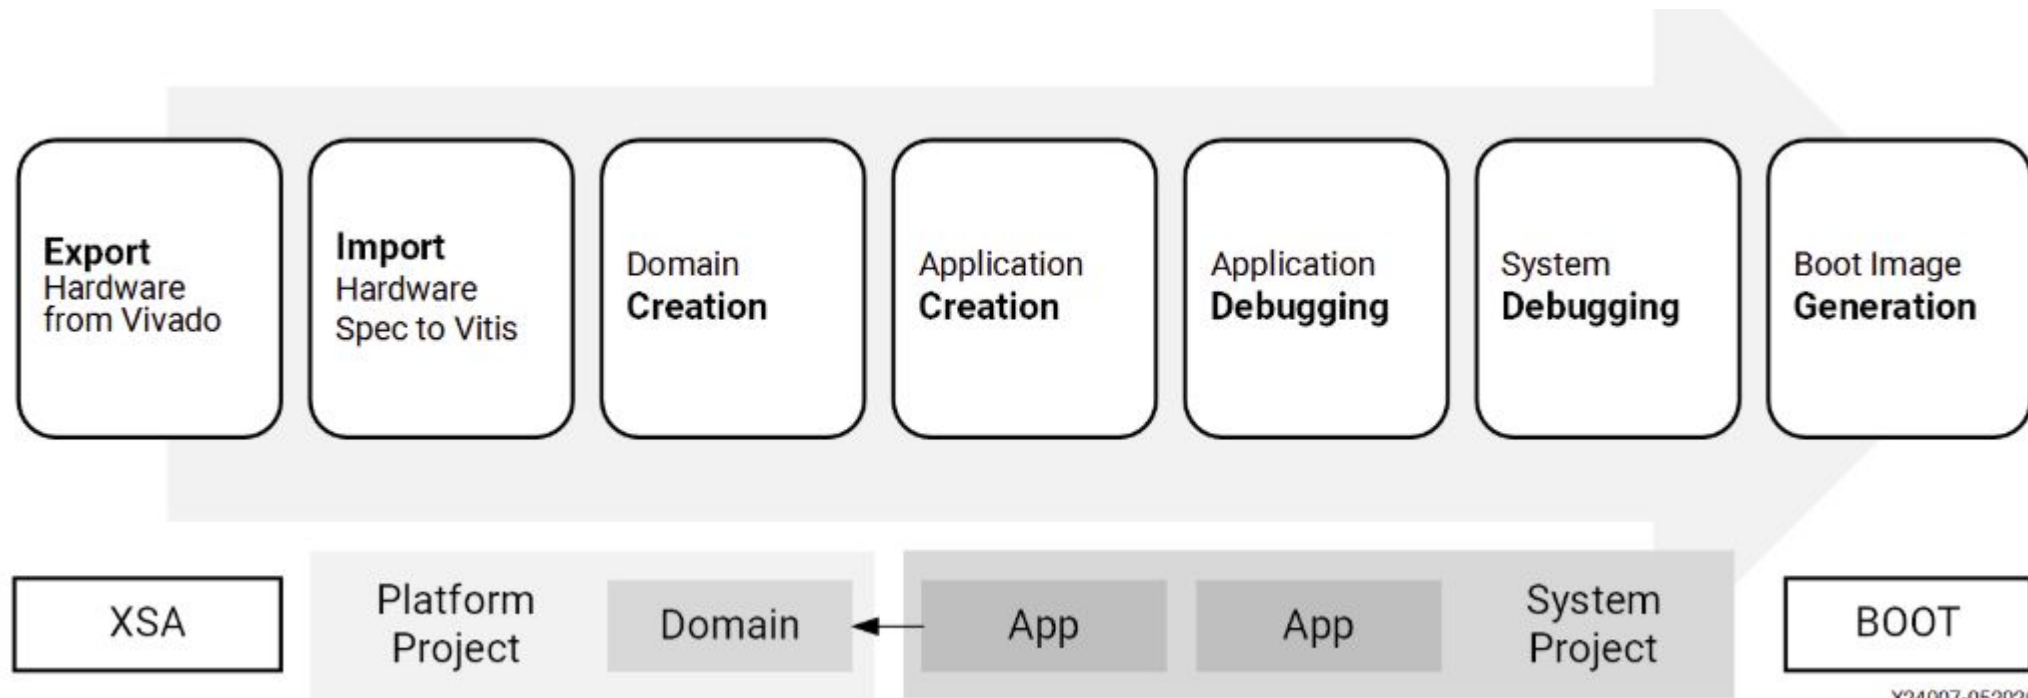 Export
Hardware
from Vivado
Import
Hardware
Spec to Vitis
Domain
Creation
Application
Creation
Application
Debugging
System
Debugging
Boot Image
Generation
XSA
Platform
Project
Domain
App
App
System
Project
BOOT